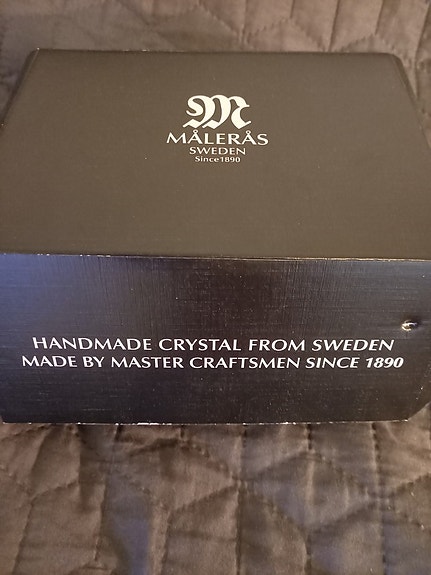 M
MÅLERÅS
SWEDEN
Since1890
HANDMADE CRYSTAL FROM SWEDEN
MADE BY MASTER CRAFTSMEN SINCE 1890